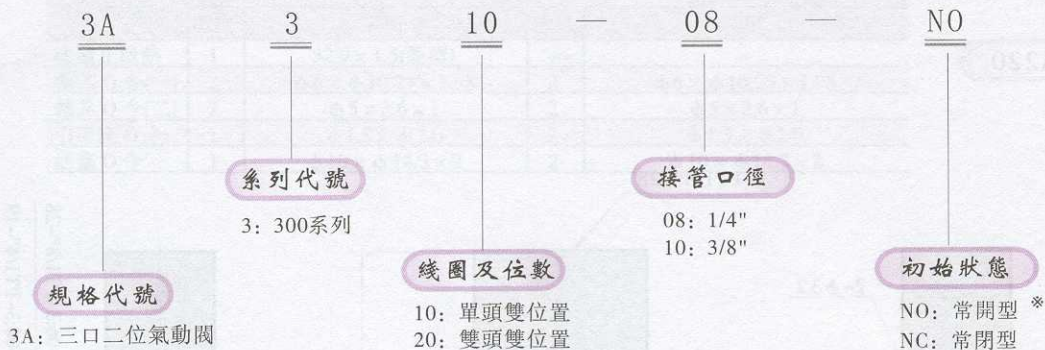 3A 3 10 — 08 — NO
系列代號
3: 300系列
接管口徑
08: 1/4"
10: 3/8"
規格代號
3A: 三口二位氣動閥
綫圈及位數
10: 單頭雙位置
20: 雙頭雙位置
初始狀態
NO: 常開型 ※
NC: 常閉型